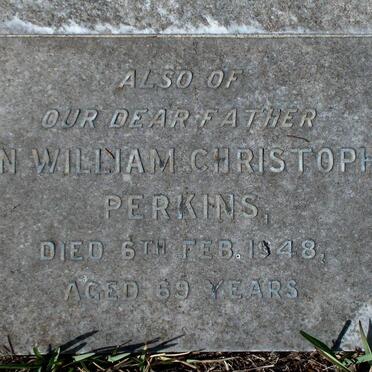 ALSO OF
OUR DEAR FATHER
N WILLIAM CHRISTOPH
PERKINS,
DIED 6TH FEB. 1948,
AGED 69 YEARS